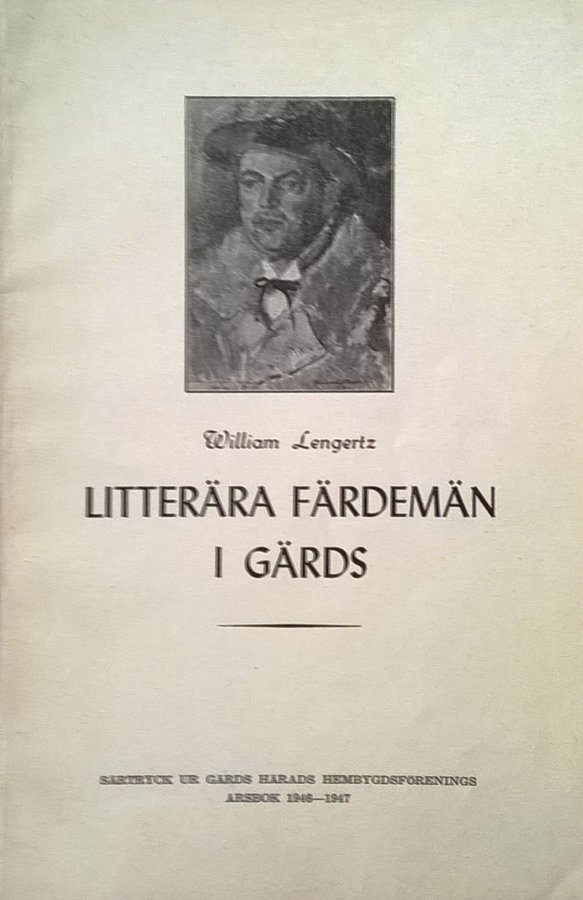 William Lengertz
LITTERÄRA FÄRDEMÄN
I GÄRDS
SÄRTRYCK UR GÄRDS HÄRADS HEMBYGDSFÖRENINGS
ÅRSBOK 1946—1947